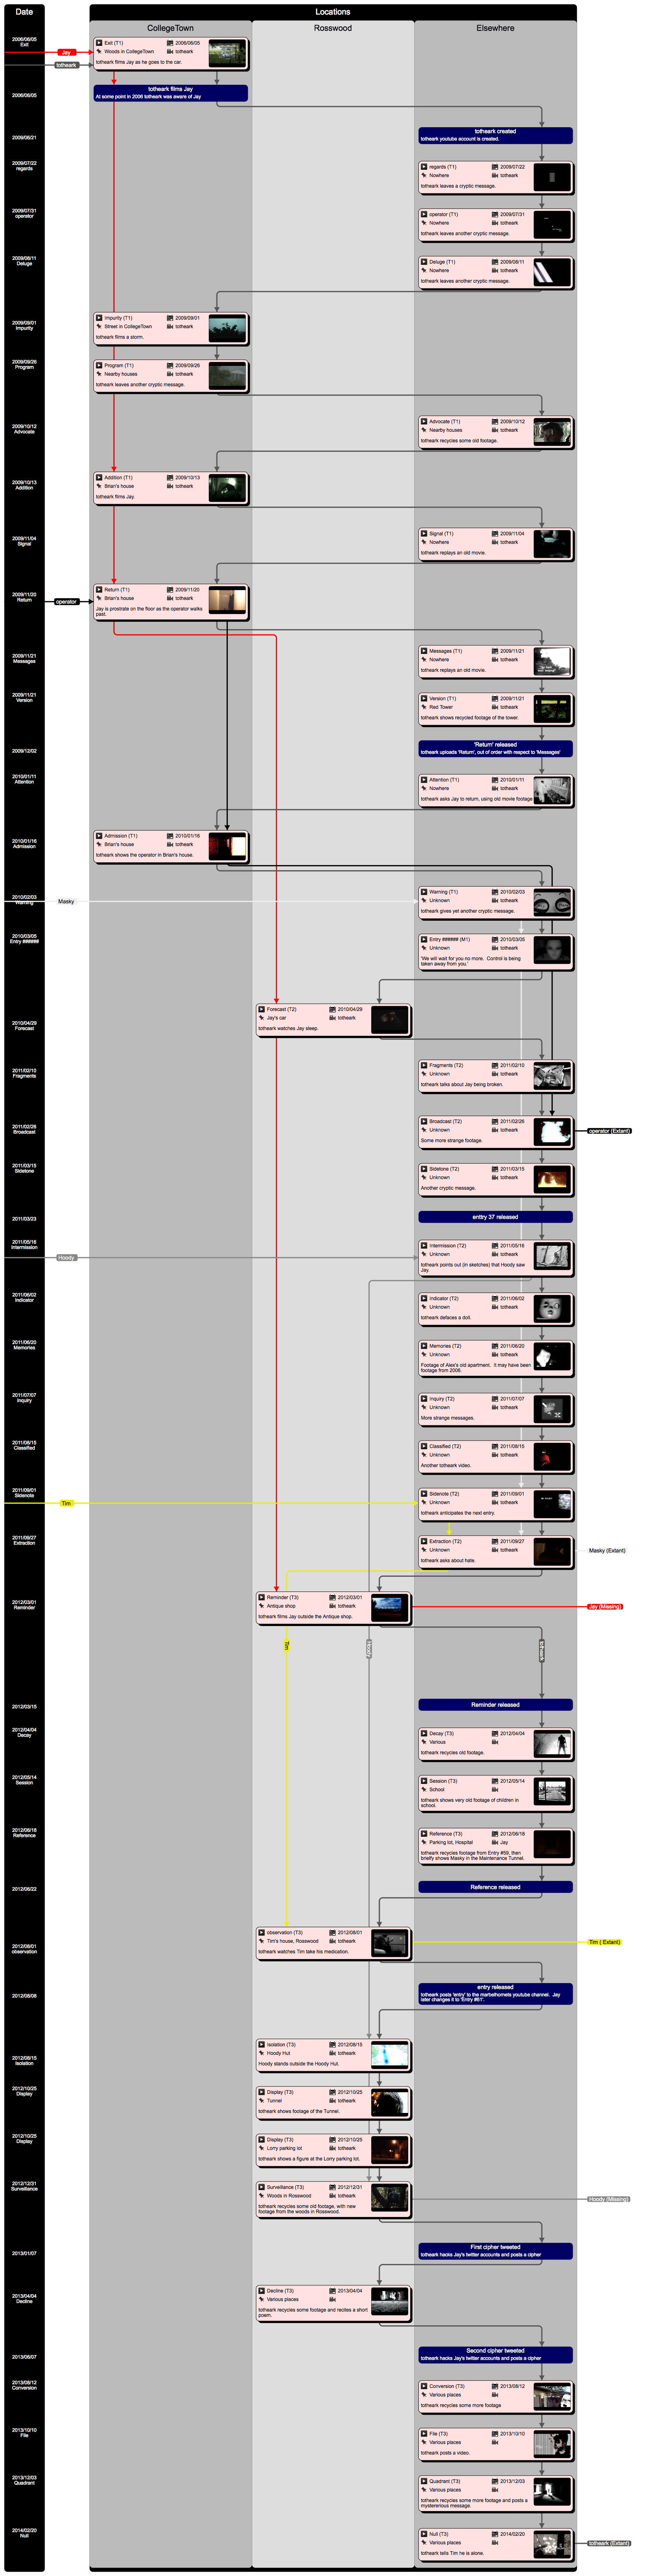 Date
Locations
CollegeTown
Rosswood
Elsewhere
2006/06/05
Exit
Jay
totheark
Exit (T1)
2006/06/05
Woods in CollegeTown
totheark
totheark films Jay as he goes to the car.
2006/06/05
totheark films Jay
At some point in 2006 totheark was aware of Jay
2009/06/21
totheark created
totheark youtube account is created.
2009/07/22
regards
regards (T1)
2009/07/22
Nowhere
totheark
totheark leaves a cryptic message.
2009/07/31
operator
operator (T1)
2009/07/31
Nowhere
totheark
totheark leaves another cryptic message.
2009/08/11
Deluge
Deluge (T1)
2009/08/11
Nowhere
totheark
totheark leaves another cryptic message.
2009/09/01
Impurity
Impurity (T1)
2009/09/01
Street in CollegeTown
totheark
totheark films a storm.
2009/09/26
Program
Program (T1)
2009/09/26
Nearby houses
totheark
totheark leaves another cryptic message.
2009/10/12
Advocate
Advocate (T1)
2009/10/12
Nearby houses
totheark
totheark recycles some old footage.
2009/10/13
Addition
Addition (T1)
2009/10/13
Brian's house
totheark
totheark films Jay.
2009/11/04
Signal
Signal (T1)
2009/11/04
Nowhere
totheark
totheark replays an old movie.
2009/11/20
Return
operator
Return (T1)
2009/11/20
Brian's house
totheark
Jay is prostrate on the floor as the operator walks
past.
2009/11/21
Messages
Messages (T1)
2009/11/21
Nowhere
totheark
totheark replays an old movie.
2009/11/21
Version
Version (T1)
2009/11/21
Red Tower
totheark
totheark shows recycled footage of the tower.
2009/12/02
'Return' released
totheark uploads 'Return', out of order with respect to 'Messages'
2010/01/11
Attention
Attention (T1)
2010/01/11
Nowhere
totheark
totheark asks Jay to return, using old movie footage
2010/01/16
Admission
Admission (T1)
2010/01/16
Brian's house
totheark
totheark shows the operator in Brian's house.
2010/02/03
Warning
Masky
Warning (T1)
2010/02/03
Unknown
totheark
totheark gives yet another cryptic message.
2010/03/05
Entry ######
Entry ###### (M1)
2010/03/05
Unknown
totheark
'We will wait for you no more. Control is being
taken away from you.'
2010/04/29
Forecast
Forecast (T2)
2010/04/29
Jay's car
totheark
totheark watches Jay sleep.
2011/02/10
Fragments
Fragments (T2)
2011/02/10
Unknown
totheark
totheark talks about Jay being broken.
2011/02/26
Broadcast
Broadcast (T2)
2011/02/26
Unknown
totheark
Some more strange footage.
operator (Extant)
2011/03/15
Sidetone
Sidetone (T2)
2011/03/15
Unknown
totheark
Another cryptic message.
2011/03/23
enttry 37 released
2011/05/16
Intermission
Hoody
Intermission (T2)
2011/05/16
Unknown
totheark
totheark points out (in sketches) that Hoody saw
Jay.
2011/06/02
Indicator
Indicator (T2)
2011/06/02
Unknown
totheark
totheark defaces a doll.
2011/06/20
Memories
Memories (T2)
2011/06/20
Unknown
totheark
Footage of Alex's old apartment. It may have been
footage from 2006.
2011/07/07
Inquiry
Inquiry (T2)
2011/07/07
Unknown
totheark
More strange messages.
2011/08/15
Classified
Classified (T2)
2011/08/15
Unknown
totheark
Another totheark video.
2011/09/01
Sidenote
Tim
Sidenote (T2)
2011/09/01
Unknown
totheark
totheark anticipates the next entry.
2011/09/27
Extraction
Extraction (T2)
2011/09/27
Unknown
totheark
totheark asks about hate.
Masky (Extant)
2012/03/01
Reminder
Reminder (T3)
2012/03/01
Antique shop
totheark
totheark films Jay outside the Antique shop.
Jay (Missing)
Tim
Hoody
totheark
2012/03/15
Reminder released
2012/04/04
Decay
Decay (T3)
2012/04/04
Various
totheark recycles old footage.
2012/05/14
Session
Session (T3)
2012/05/14
School
totheark shows very old footage of children in
school.
2012/06/18
Reference
Reference (T3)
2012/06/18
Parking lot, Hospital
Jay
totheark recycles footage from Entry #59, then
briefly shows Masky in the Maintenance Tunnel.
2012/06/22
Reference released
2012/08/01
observation
observation (T3)
2012/08/01
Tim's house, Rosswood
totheark
totheark watches Tim take his medication.
Tim ( Extant)
2012/08/08
entry released
totheark posts 'entry' to the marbelhornets youtube channel. Jay
later changes it to 'Entry #61'.
2012/08/15
Isolation
Isolation (T3)
2012/08/15
Hoody Hut
totheark
Hoody stands outside the Hoody Hut.
2012/10/25
Display
Display (T3)
2012/10/25
Tunnel
totheark
totheark shows footage of the Tunnel.
2012/10/25
Display
Display (T3)
2012/10/25
Lorry parking lot
totheark
totheark shows a figure at the Lorry parking lot.
2012/12/31
Surveillance
Surveillance (T3)
2012/12/31
Woods in Rosswood
totheark
totheark recycles some old footage, with new
footage from the woods in Rosswood.
Hoody (Missing)
2013/01/07
First cipher tweeted
totheark hacks Jay's twitter accounts and posts a cipher
2013/04/04
Decline
Decline (T3)
2013/04/04
Various places
totheark recycles some footage and recites a short
poem.
2013/06/07
Second cipher tweeted
totheark hacks Jay's twitter accounts and posts a cipher
2013/08/12
Conversion
Conversion (T3)
2013/08/12
Various places
totheark recycles some more footage
2013/10/10
File
File (T3)
2013/10/10
Various places
totheark posts a video.
2013/12/03
Quadrant
Quadrant (T3)
2013/12/03
Various places
totheark recycles some more footage and posts a
mystererious message.
2014/02/20
Null
Null (T3)
2014/02/20
Various places
totheark tells Tim he is alone.
totheark (Extant)